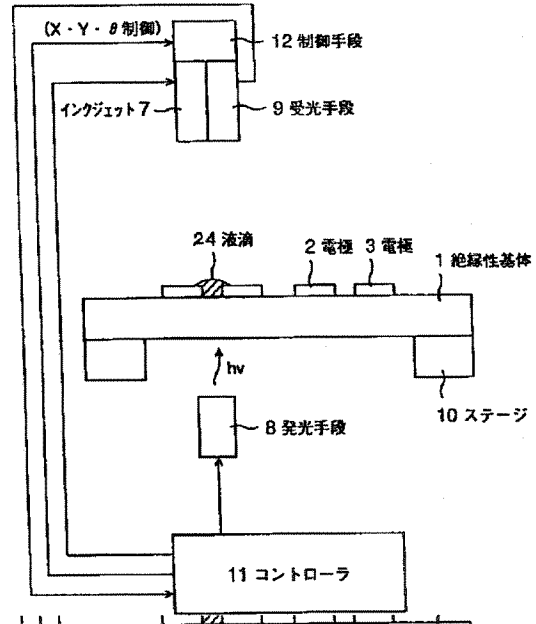 (X・Y・θ制御)
12 制御手段
インクジェット7
9 受光手段
24 液滴
2 電極
3 電極
1 絶縁性基体
hν
10 ステージ
8 発光手段
11 コントローラ